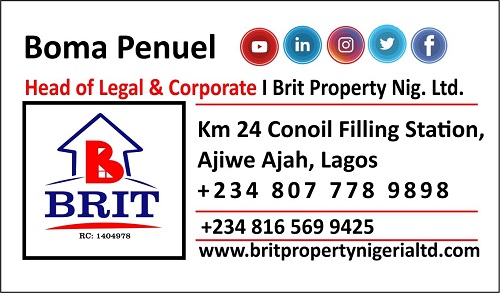 Boma Penuel
Head of Legal & Corporate I Brit Property Nig. Ltd.
B
BRIT
RC: 1404978
Km 24 Conoil Filling Station,
Ajiwe Ajah, Lagos
+234 807 778 9898
+234 816 569 9425
www.britpropertynigerialtd.com